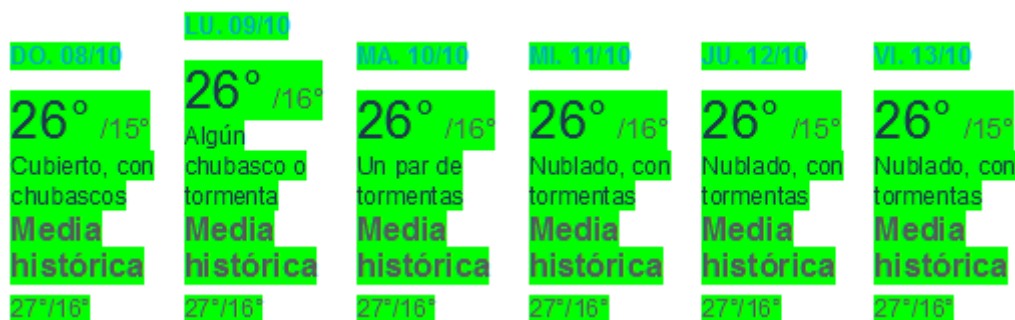 DO. 08/10
26° /15°
Cubierto, con
chubascos
Media
histórica
27°/16°
LU. 09/10
26° /16°
Algún
chubasco o
tormenta
Media
histórica
27°/16°
MA. 10/10
26° /16°
Un par de
tormentas
Media
histórica
27°/16°
MI. 11/10
26° /16°
Nublado, con
tormentas
Media
histórica
27°/16°
JU. 12/10
26° /15°
Nublado, con
tormentas
Media
histórica
27°/16°
VI. 13/10
26° /15°
Nublado, con
tormentas
Media
histórica
27°/16°